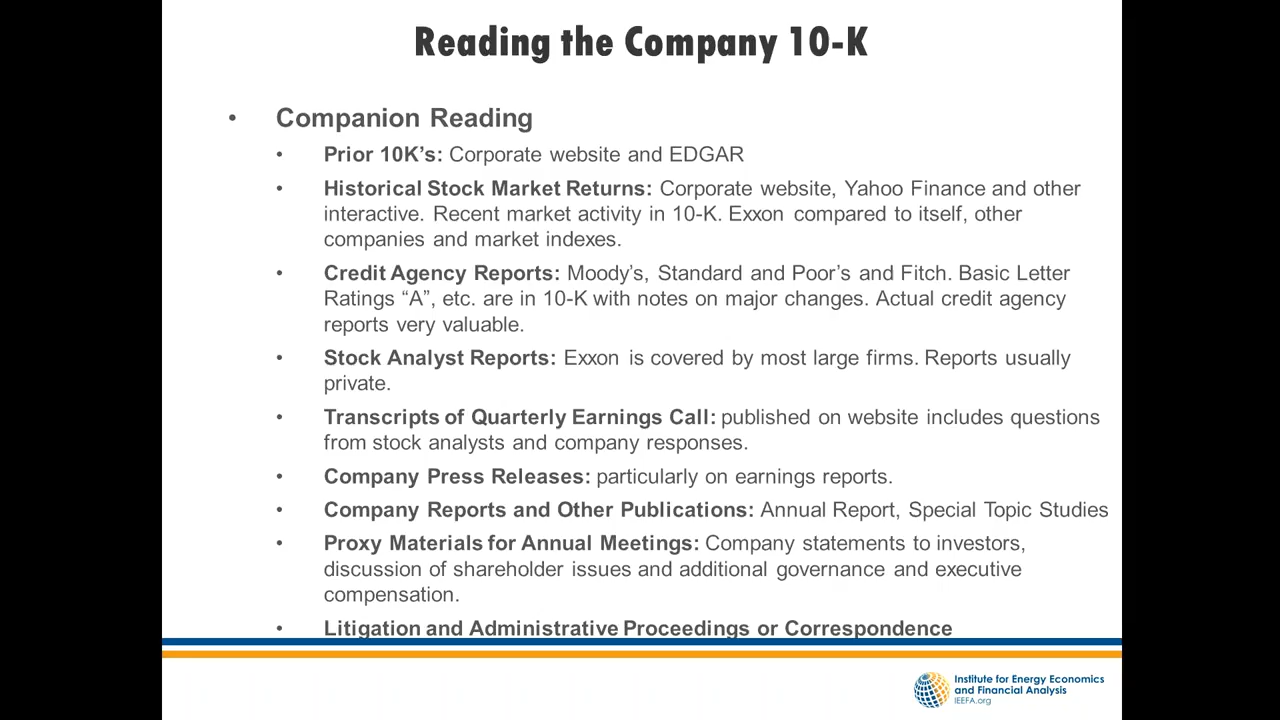 Reading the Company 10-K
• Companion Reading
• Prior 10K's: Corporate website and EDGAR
• Historical Stock Market Returns: Corporate website, Yahoo Finance and other
interactive. Recent market activity in 10-K. Exxon compared to itself, other
companies and market indexes.
• Credit Agency Reports: Moody's, Standard and Poor's and Fitch. Basic Letter
Ratings “A”, etc. are in 10-K with notes on major changes. Actual credit agency
reports very valuable.
• Stock Analyst Reports: Exxon is covered by most large firms. Reports usually
private.
• Transcripts of Quarterly Earnings Call: published on website includes questions
from stock analysts and company responses.
• Company Press Releases: particularly on earnings reports.
• Company Reports and Other Publications: Annual Report, Special Topic Studies
• Proxy Materials for Annual Meetings: Company statements to investors,
discussion of shareholder issues and additional governance and executive
compensation.
• Litigation and Administrative Proceedings or Correspondence
Institute for Energy Economics
and Financial Analysis
IEEFA.org